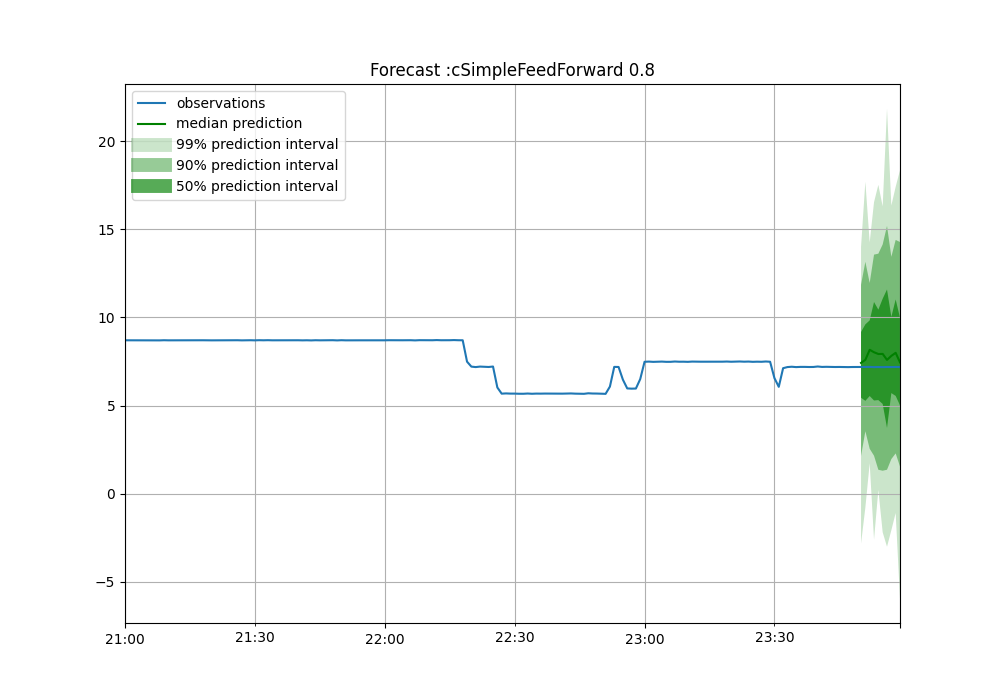 Forecast :cSimpleFeedForward 0.8
observations
median prediction
99% prediction interval
90% prediction interval
50% prediction interval
20
15
10
5
0
−5
21:00
21:30
22:00
22:30
23:00
23:30